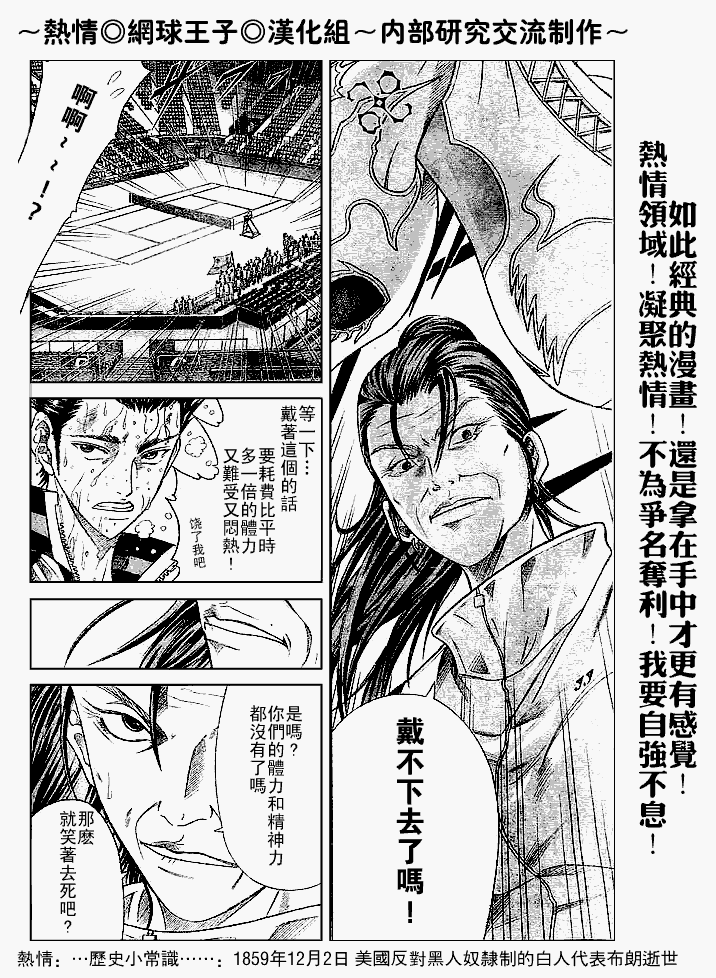 ～熱情◎網球王子◎漢化組～内部研究交流制作～
如此經典的漫畫！還是拿在手中才更有感覺！
熱情領域！凝聚熱情！不為爭名奪利！我要自強不息！
戴不下去了嗎！
啊啊～～！？
等一下…
戴著這個的話
要耗費比平時
多一倍的體力
又難受又悶熱！
饶了我吧
是嗎？
你們的體力和精神力
都沒有了嗎
那麽
就笑著去死吧？
熱情：…歷史小常識……：1859年12月2日 美國反對黑人奴隸制的白人代表布朗逝世